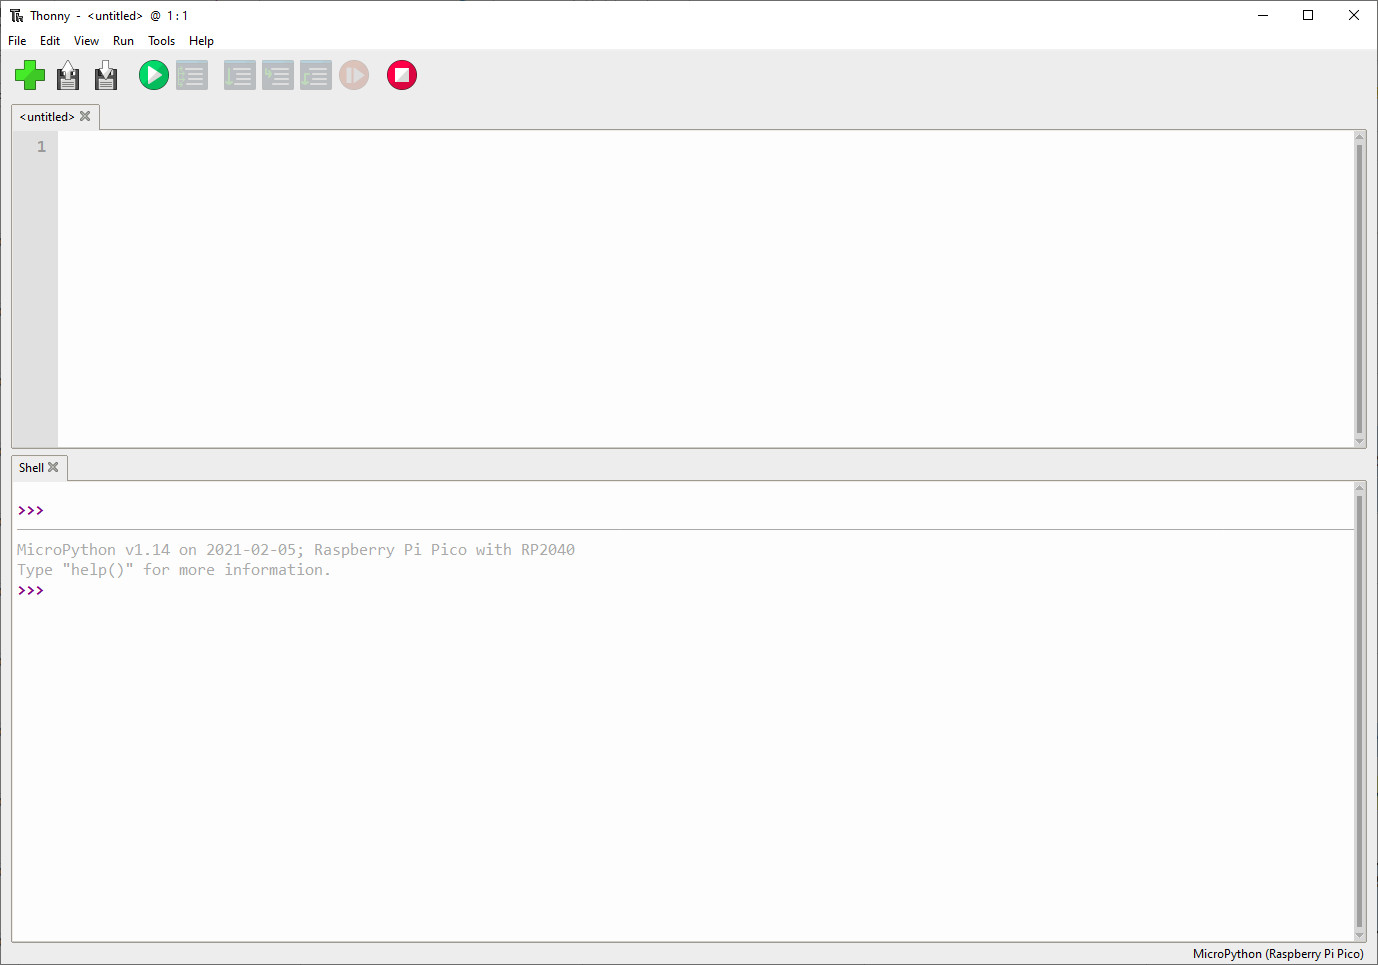 Thonny - <untitled> @ 1 : 1
File Edit View Run Tools Help
<untitled>
1
Shell
>>>
MicroPython v1.14 on 2021-02-05; Raspberry Pi Pico with RP2040
Type "help()" for more information.
>>>
MicroPython (Raspberry Pi Pico)